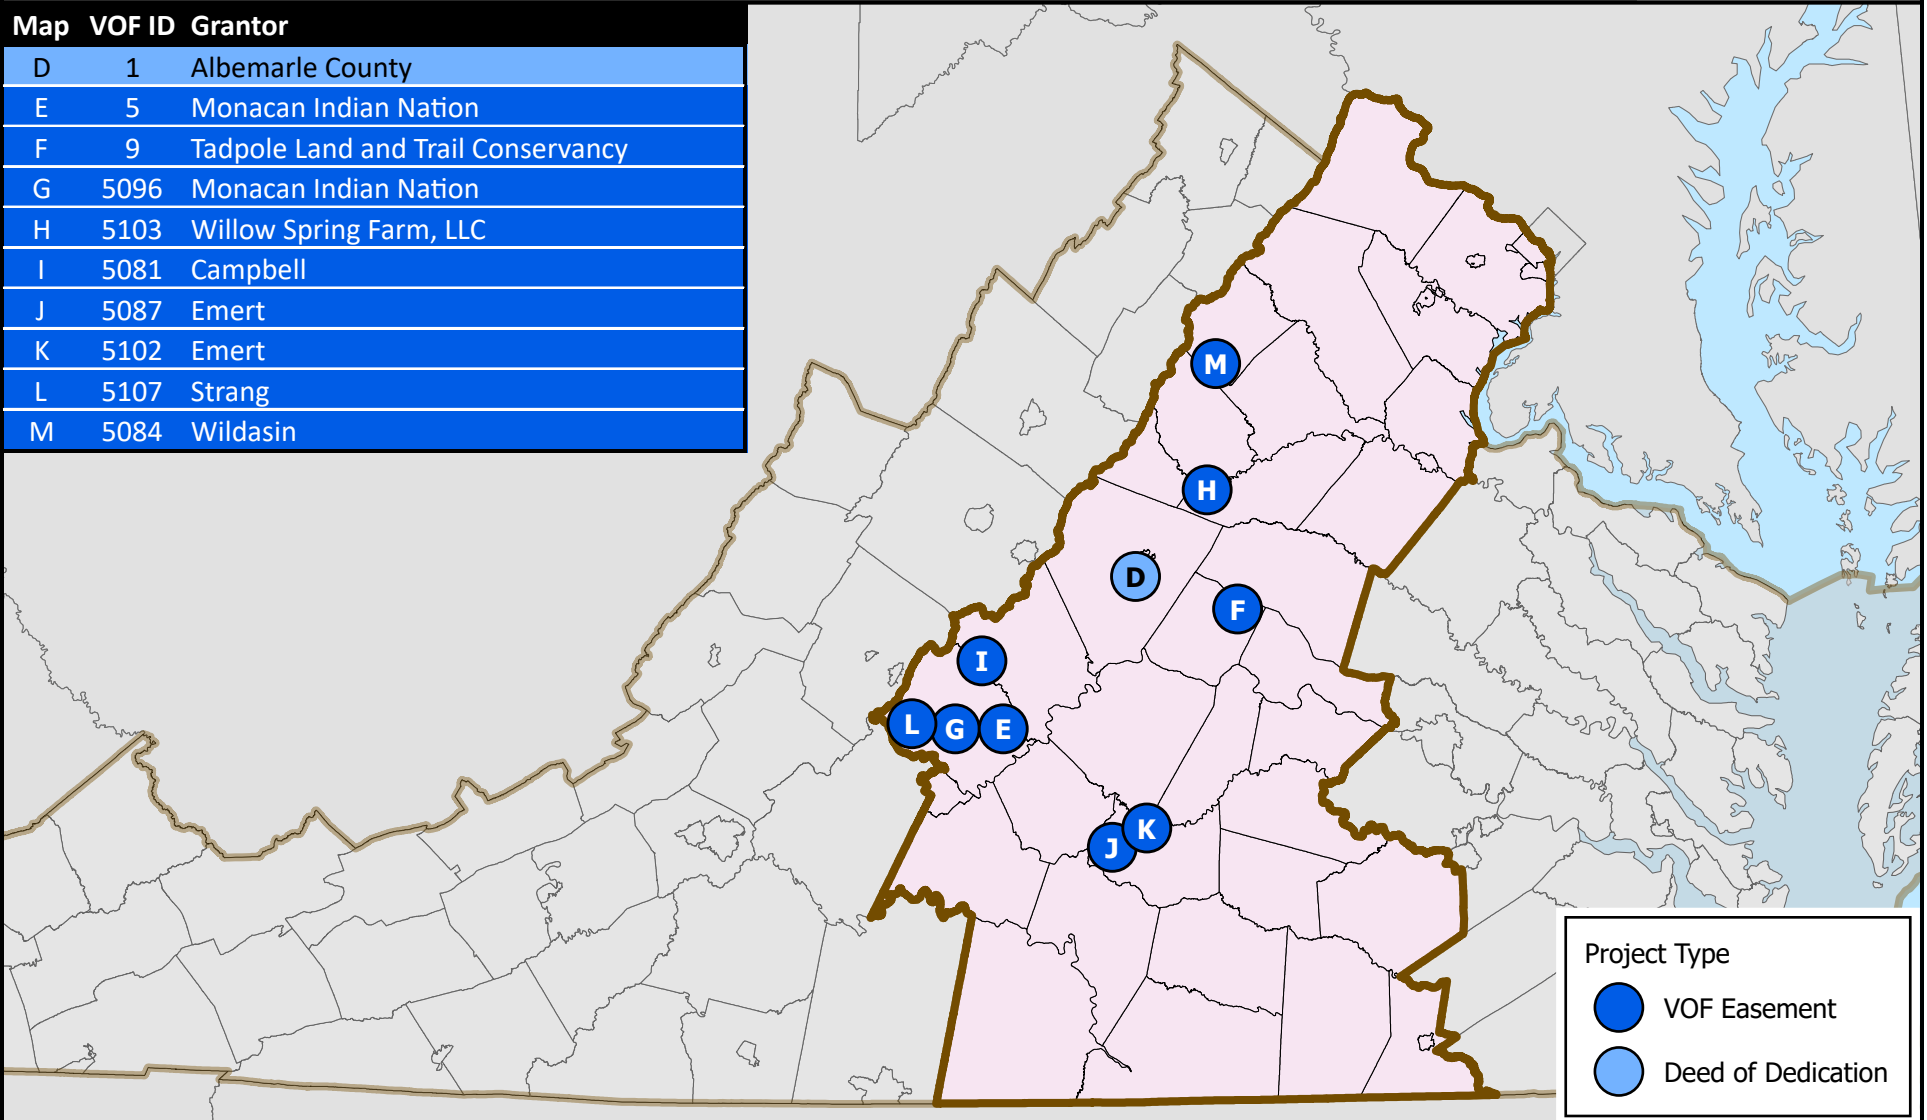 Map VOF ID Grantor
D 1 Albemarle County
E 5 Monacan Indian Nation
F 9 Tadpole Land and Trail Conservancy
G 5096 Monacan Indian Nation
H 5103 Willow Spring Farm, LLC
I 5081 Campbell
J 5087 Emert
K 5102 Emert
L 5107 Strang
M 5084 Wildasin
M
H
D
F
I
L G E
K
J
Project Type
VOF Easement
Deed of Dedication